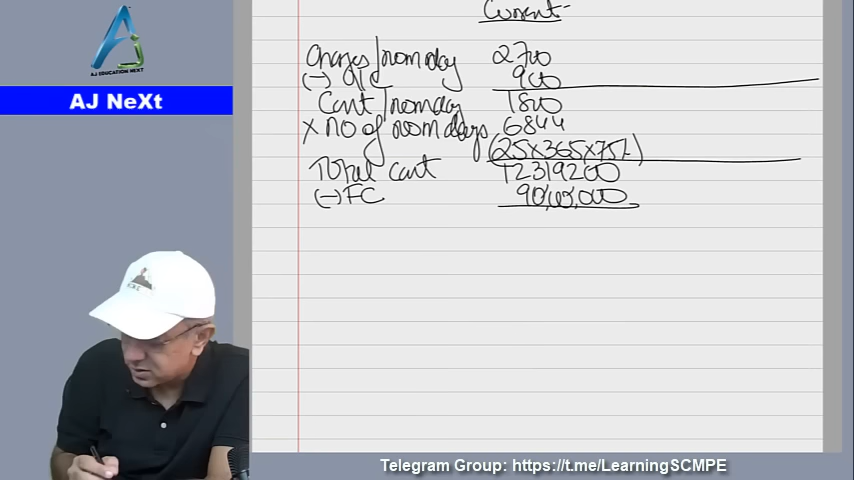 Current
Charges/room day 2700
(-) VC 900
Cont/room day 1800
X NO of room days 6844
(25X365X75%)
Total cont 12319200
(-) FC 90,00,000
AJ EDUCATION NEXT
AJ NeXt
Telegram Group: https://t.me/LearningSCMPE